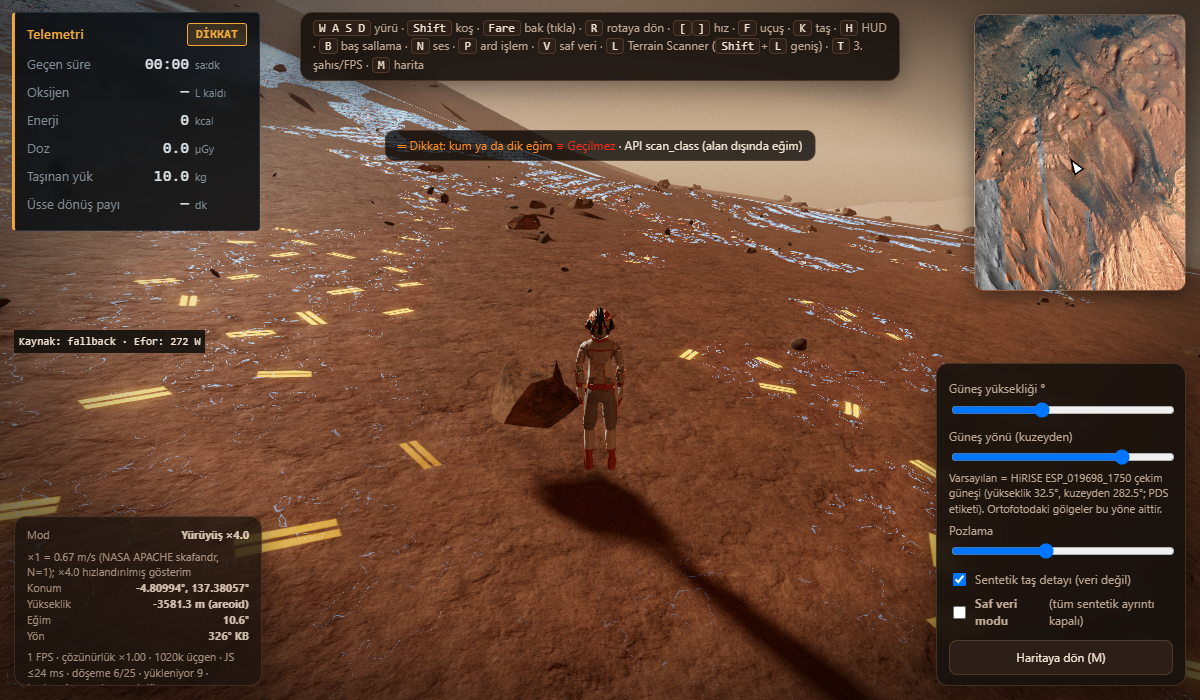 Telemetri DİKKAT
Geçen süre 00:00 sa:dk
Oksijen — L kaldı
Enerji 0 kcal
Doz 0.0 µGy
Taşınan yük 10.0 kg
Üsse dönüş payı — dk
W A S D yürü · Shift koş · Fare bak (tıkla) · R rotaya dön · [ ] hız · F uçuş · K taş · H HUD
· B baş sallama · N ses · P ard işlem · V saf veri · L Terrain Scanner ( Shift + L geniş) · T 3.
şahıs/FPS · M harita
═ Dikkat: kum ya da dik eğim ≡ Geçilmez · API scan_class (alan dışında eğim)
Kaynak: fallback · Efor: 272 W
Güneş yüksekliği °
Güneş yönü (kuzeyden)
Varsayılan = HiRISE ESP_019698_1750 çekim
güneşi (yükseklik 32.5°, kuzeyden 282.5°; PDS
etiketi). Ortofotodaki gölgeler bu yöne aittir.
Pozlama
Sentetik taş detayı (veri değil)
Saf veri modu (tüm sentetik ayrıntı kapalı)
Haritaya dön (M)
Mod Yürüyüş ×4.0
×1 = 0.67 m/s (NASA APACHE skafandr,
N=1); ×4.0 hızlandırılmış gösterim
Konum -4.80994°, 137.38057°
Yükseklik -3581.3 m (areoid)
Eğim 10.6°
Yön 326° KB
1 FPS · çözünürlük ×1.00 · 1020k üçgen · JS
≤24 ms · döşeme 6/25 · yükleniyor 9 ·